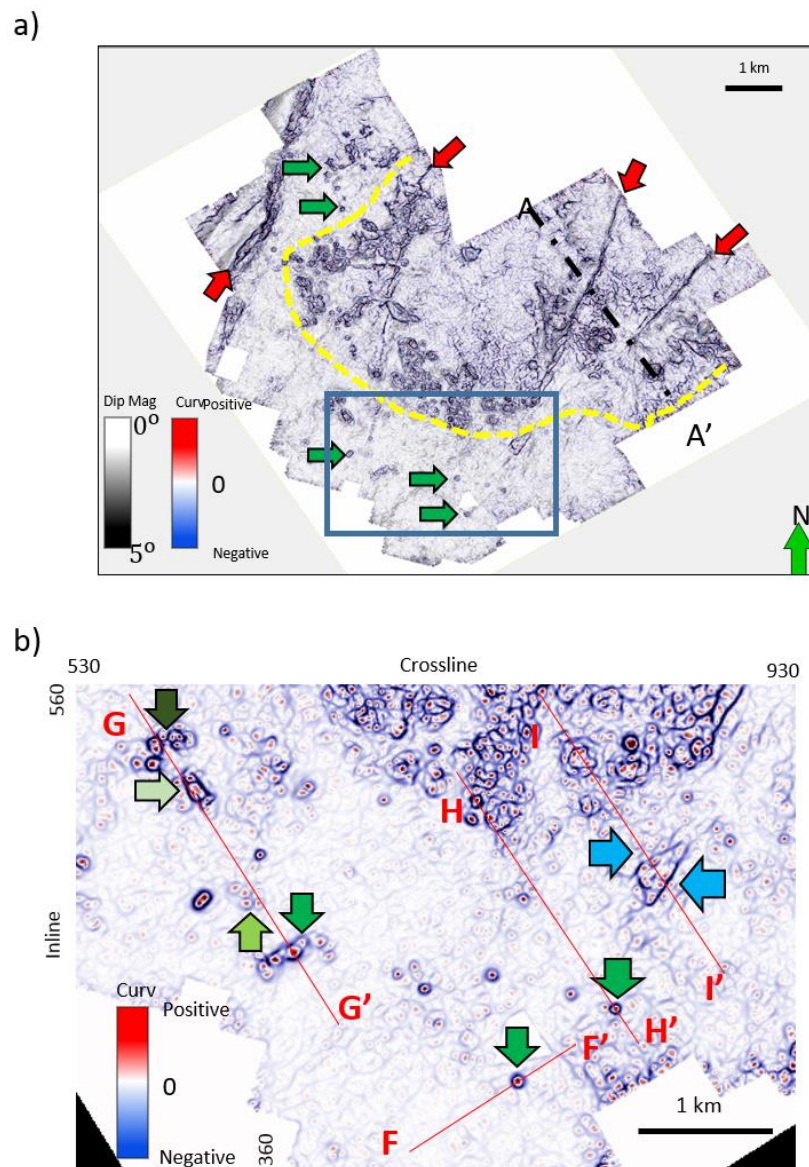 a)
1 km
A
A’
Dip Mag
Curv
Positive
0°
5°
0
Negative
N
b)
530
Crossline
930
560
Inline
360
G
G’
H
H’
I
I’
F
F’
Curv
Positive
0
Negative
1 km